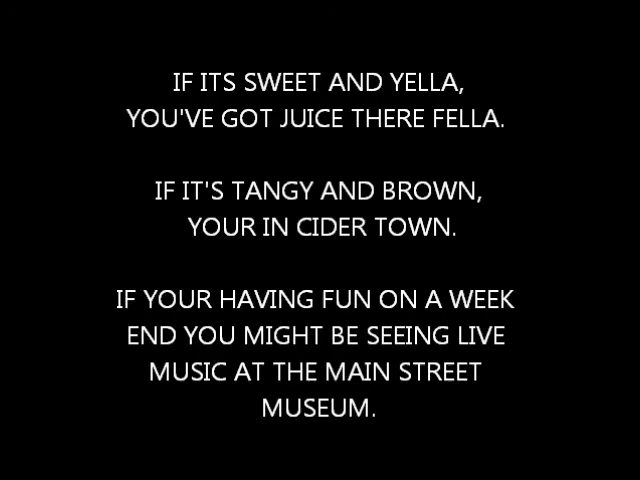 IF ITS SWEET AND YELLA,
YOU'VE GOT JUICE THERE FELLA.
IF IT'S TANGY AND BROWN,
YOUR IN CIDER TOWN.
IF YOUR HAVING FUN ON A WEEK
END YOU MIGHT BE SEEING LIVE
MUSIC AT THE MAIN STREET
MUSEUM.